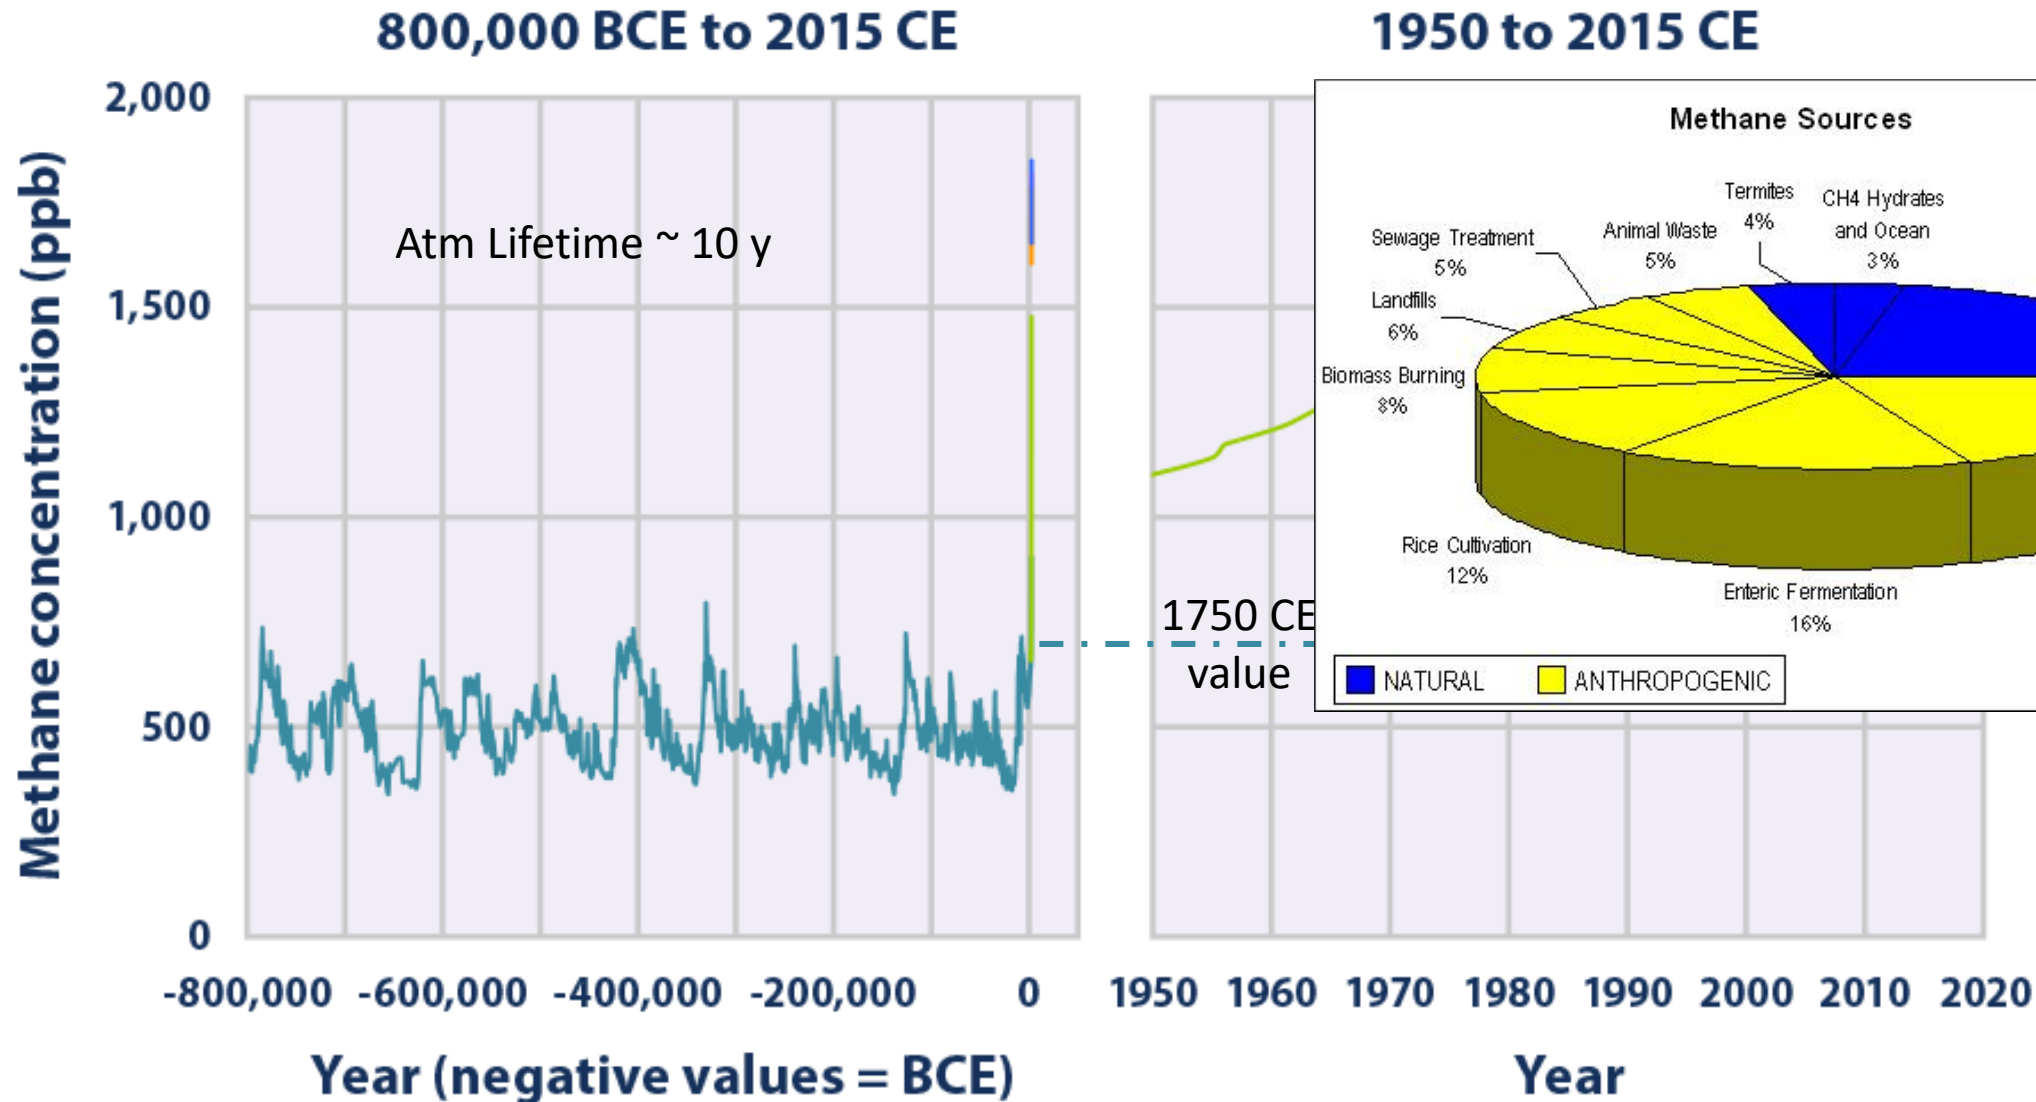 800,000 BCE to 2015 CE
1950 to 2015 CE
Methane concentration (ppb)
2,000
1,500
1,000
500
0
Atm Lifetime ~ 10 y
-800,000 -600,000 -400,000 -200,000 0
Year (negative values = BCE)
1750 CE
value
Methane Sources
Termites
4%
CH4 Hydrates
and Ocean
3%
Animal Waste
5%
Sewage Treatment
5%
Landfills
6%
Biomass Burning
8%
Rice Cultivation
12%
Enteric Fermentation
16%
NATURAL ANTHROPOGENIC
1950 1960 1970 1980 1990 2000 2010 2020
Year